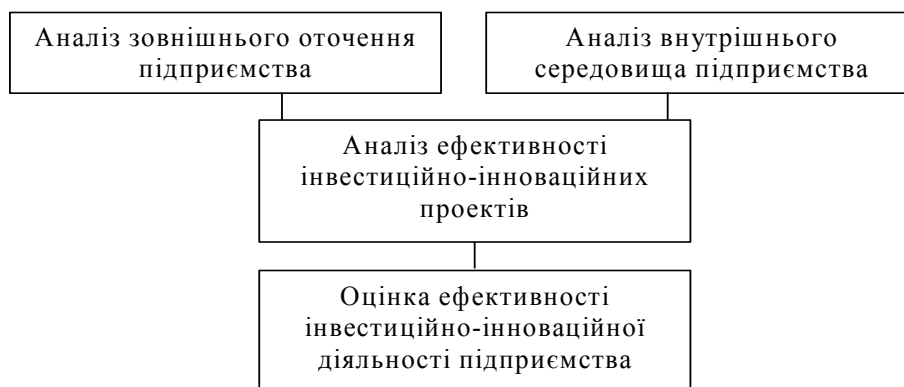 Аналіз зовнішнього оточення
підприємства
Аналіз внутрішнього
середовища підприємства
Аналіз ефективності
інвестиційно-інноваційних
проектів
Оцінка ефективності
інвестиційно-інноваційної
діяльності підприємства